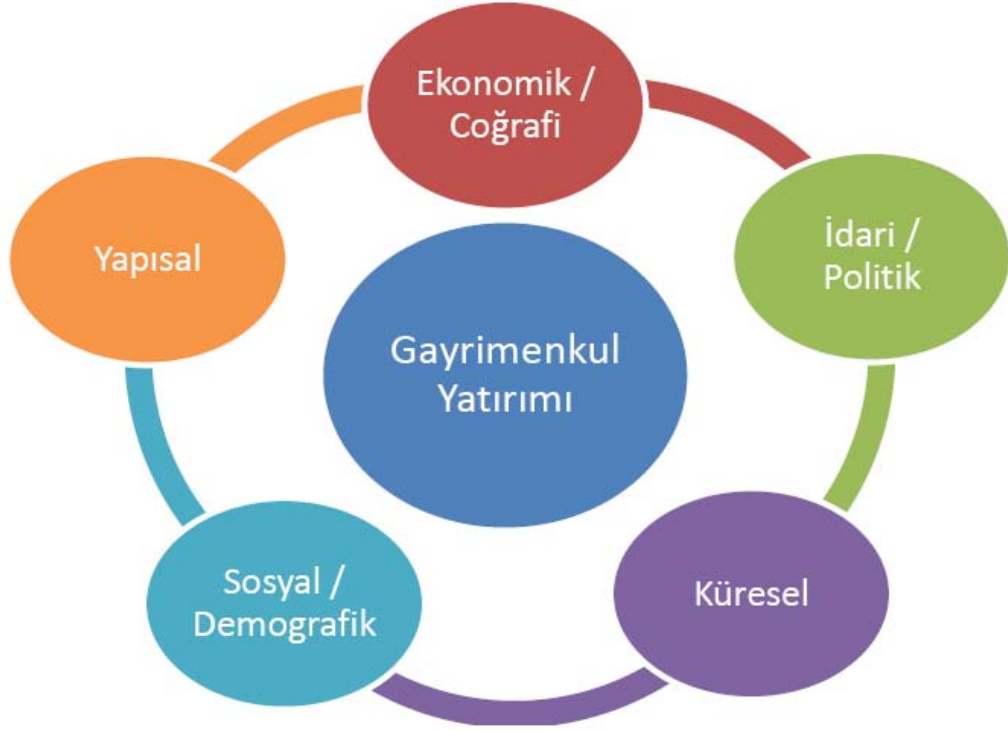 Ekonomik /
Coğrafi
İdari /
Politik
Yapısal
Gayrimenkul
Yatırımı
Sosyal /
Demografik
Küresel